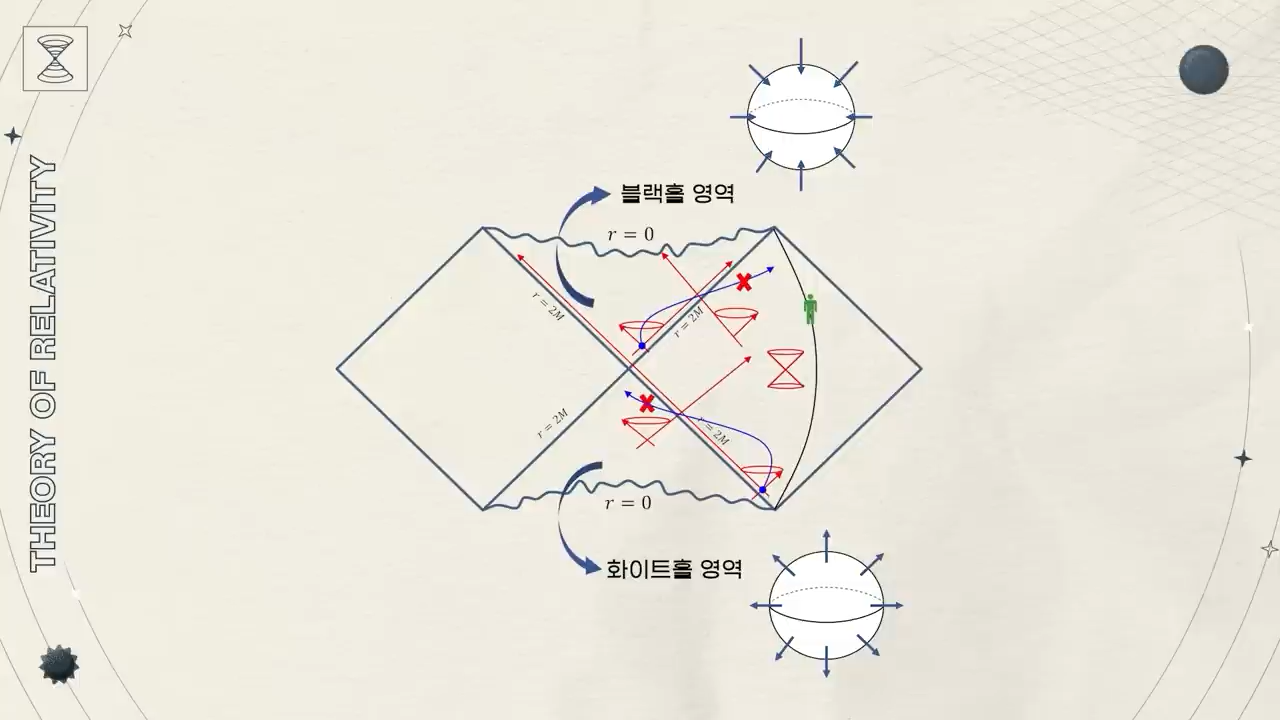 THEORY OF RELATIVITY
블랙홀 영역
r = 0
r = 2M
r = 2M
r = 2M
r = 2M
r = 0
화이트홀 영역